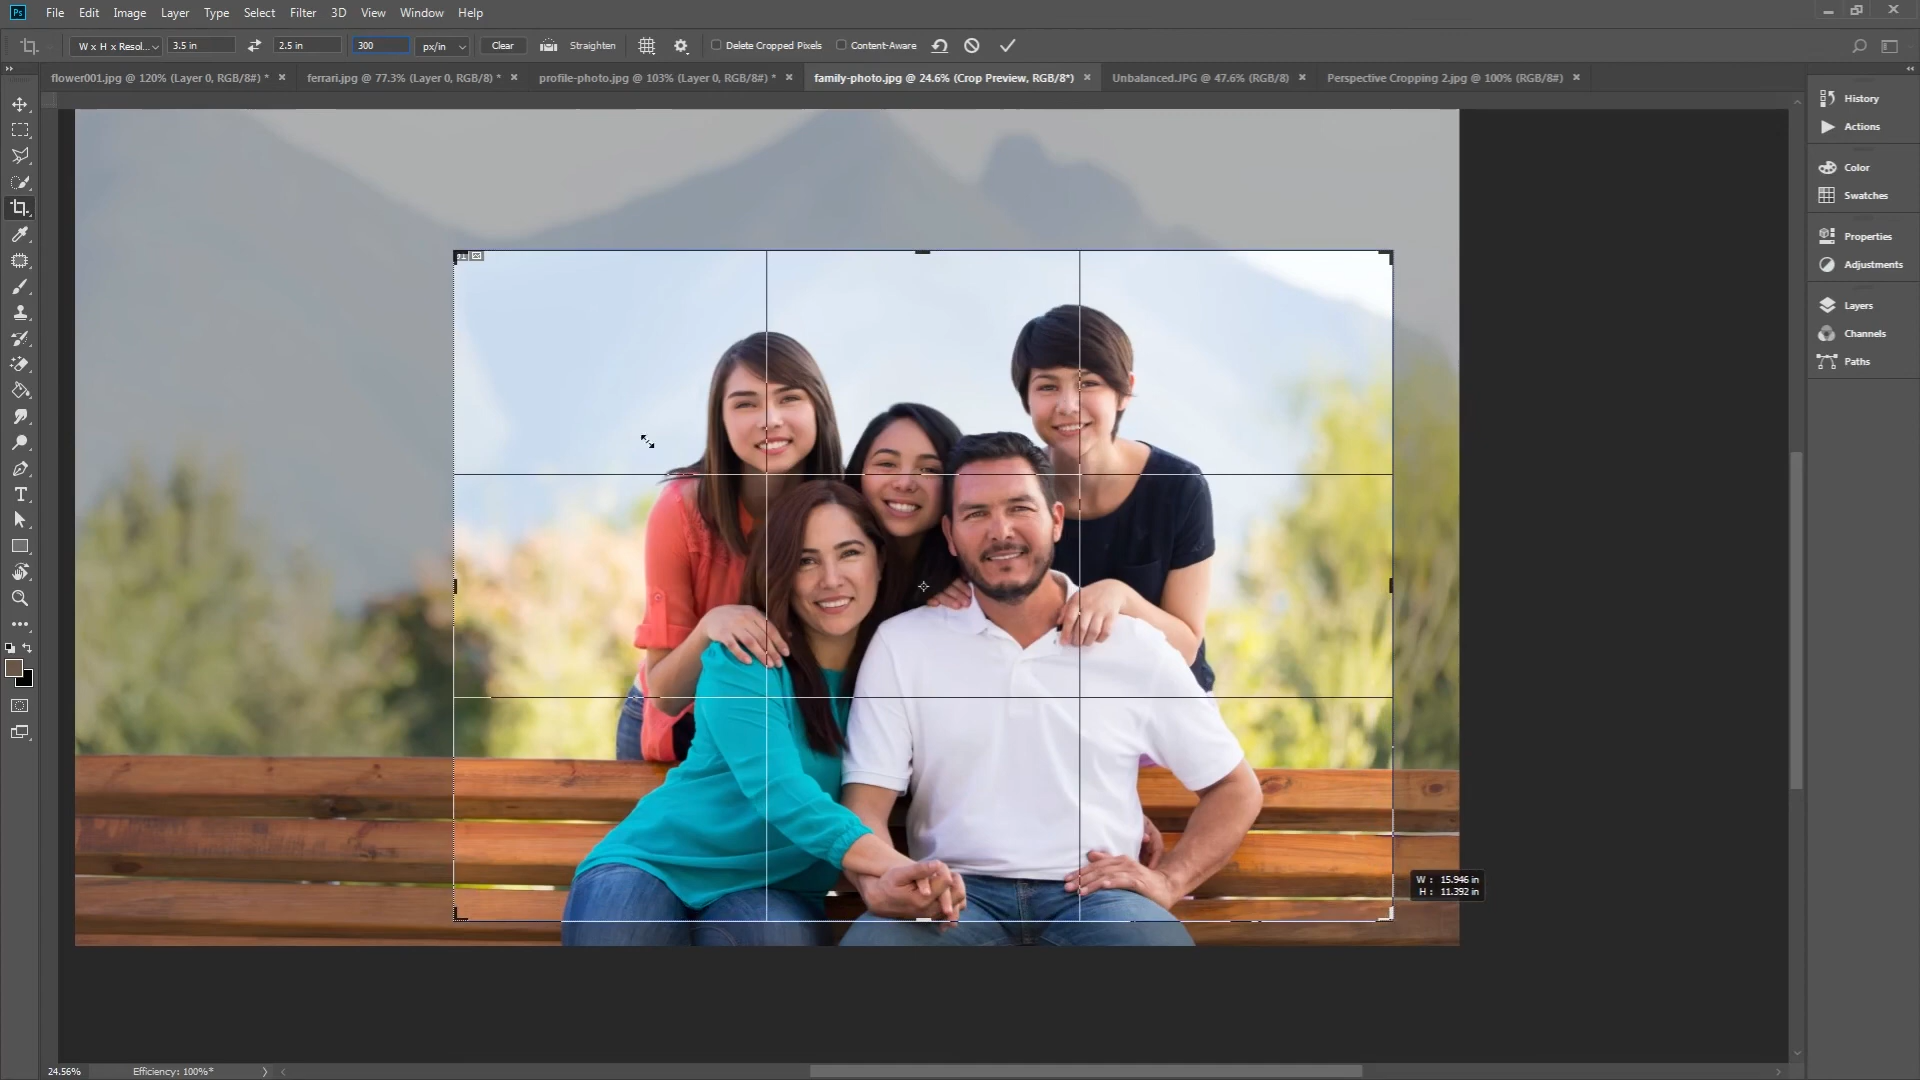 Ps File Edit Image Layer Type Select Filter 3D View Window Help
W x H x Resol... 3.5 in 2.5 in 300 px/in Clear Straighten Delete Cropped Pixels Content-Aware
flower001.jpg @ 120% (Layer 0, RGB/8#) * ferrari.jpg @ 77.3% (Layer 0, RGB/8) * profile-photo.jpg @ 103% (Layer 0, RGB/8#) * family-photo.jpg @ 24.6% (Crop Preview, RGB/8*) Unbalanced.JPG @ 47.6% (RGB/8) Perspective Cropping 2.jpg @ 100% (RGB/8#)
History
Actions
Color
Swatches
Properties
Adjustments
Layers
Channels
Paths
W : 15.946 in
H : 11.392 in
24.56% Efficiency: 100%*